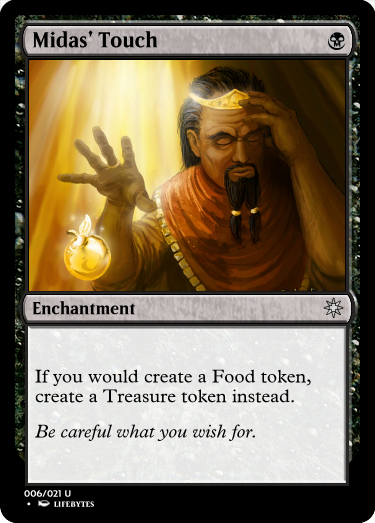 Midas' Touch
Enchantment
If you would create a Food token,
create a Treasure token instead.
Be careful what you wish for.
006/021 U
• LIFEBYTES